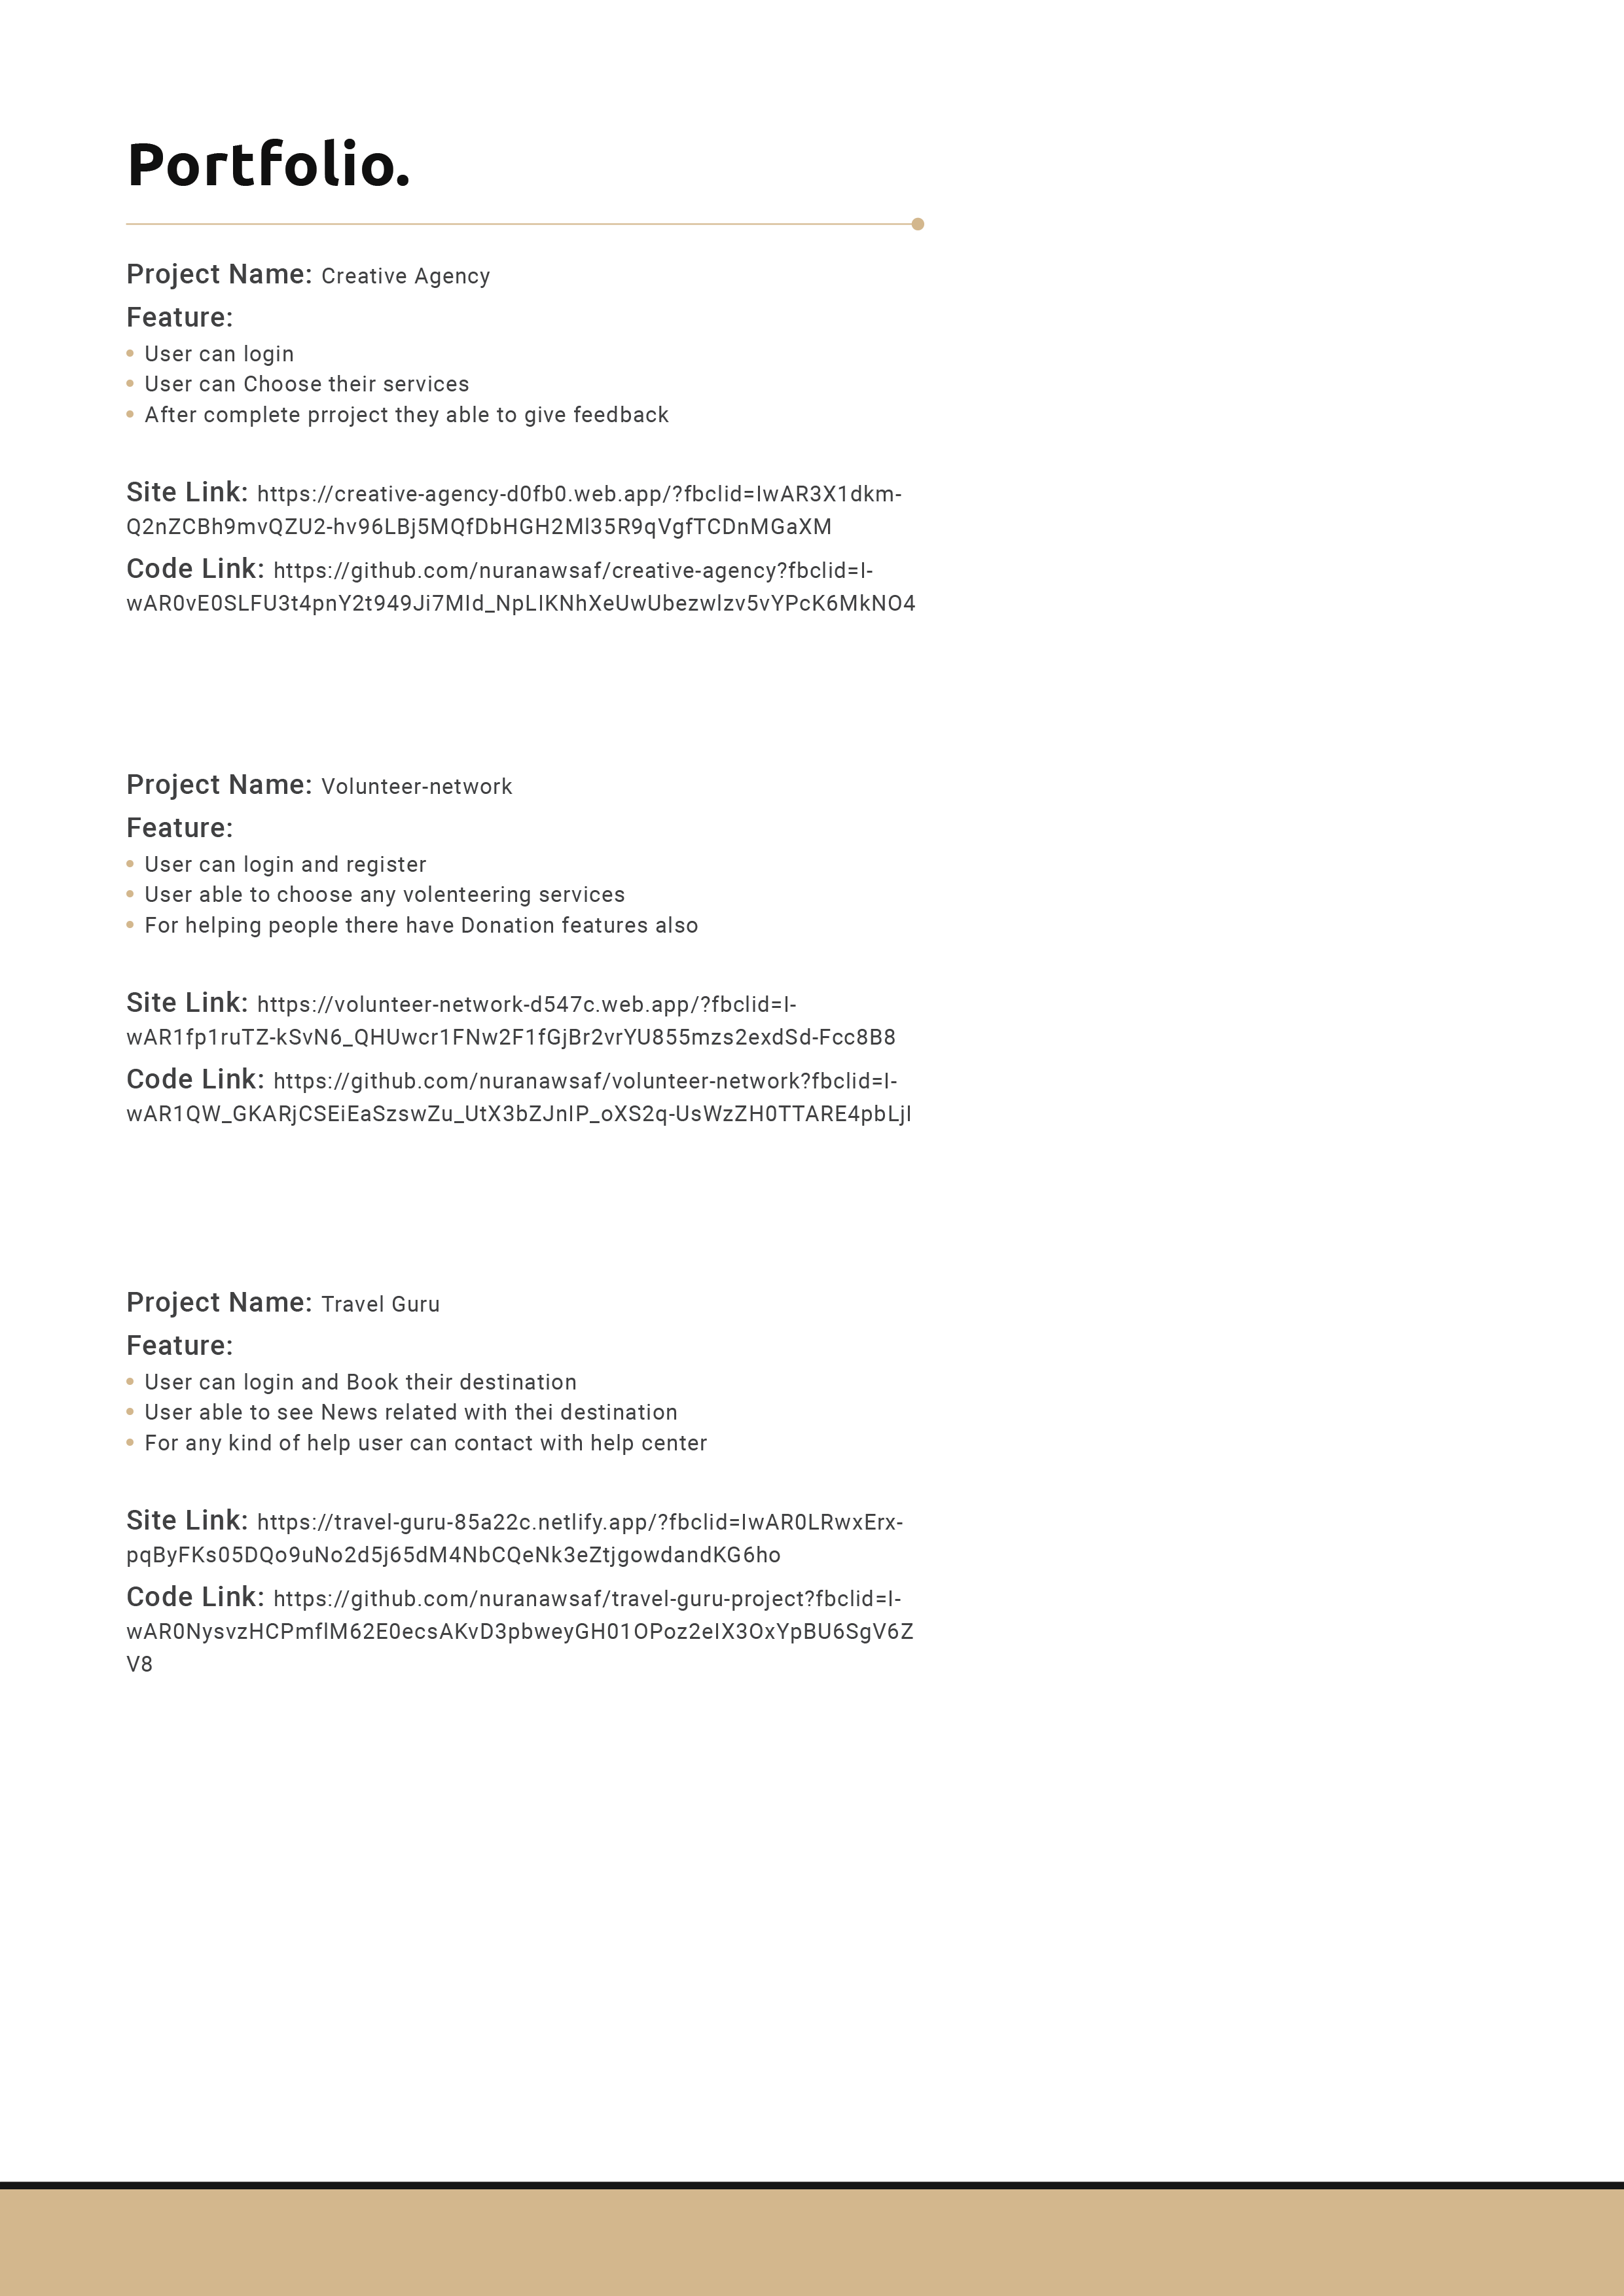 Portfolio.
Project Name: Creative Agency
Feature:
User can login
User can Choose their services
After complete prroject they able to give feedback
Site Link: https://creative-agency-d0fb0.web.app/?fbclid=IwAR3X1dkm-
Q2nZCBh9mvQZU2-hv96LBj5MQfDbHGH2Ml35R9qVgfTCDnMGaXM
Code Link: https://github.com/nuranawsaf/creative-agency?fbclid=I-
wAR0vE0SLFU3t4pnY2t949Ji7MId_NpLIKNhXeUwUbezwlzv5vYPcK6MkNO4
Project Name: Volunteer-network
Feature:
User can login and register
User able to choose any volenteering services
For helping people there have Donation features also
Site Link: https://volunteer-network-d547c.web.app/?fbclid=I-
wAR1fp1ruTZ-kSvN6_QHUwcr1FNw2F1fGjBr2vrYU855mzs2exdSd-Fcc8B8
Code Link: https://github.com/nuranawsaf/volunteer-network?fbclid=I-
wAR1QW_GKARjCSEiEaSzswZu_UtX3bZJnIP_oXS2q-UsWzZH0TTARE4pbLjI
Project Name: Travel Guru
Feature:
User can login and Book their destination
User able to see News related with thei destination
For any kind of help user can contact with help center
Site Link: https://travel-guru-85a22c.netlify.app/?fbclid=IwAR0LRwxErx-
pqByFKs05DQo9uNo2d5j65dM4NbCQeNk3eZtjgowdandKG6ho
Code Link: https://github.com/nuranawsaf/travel-guru-project?fbclid=I-
wAR0NysvzHCPmflM62E0ecsAKvD3pbweyGH01OPoz2eIX3OxYpBU6SgV6Z
V8